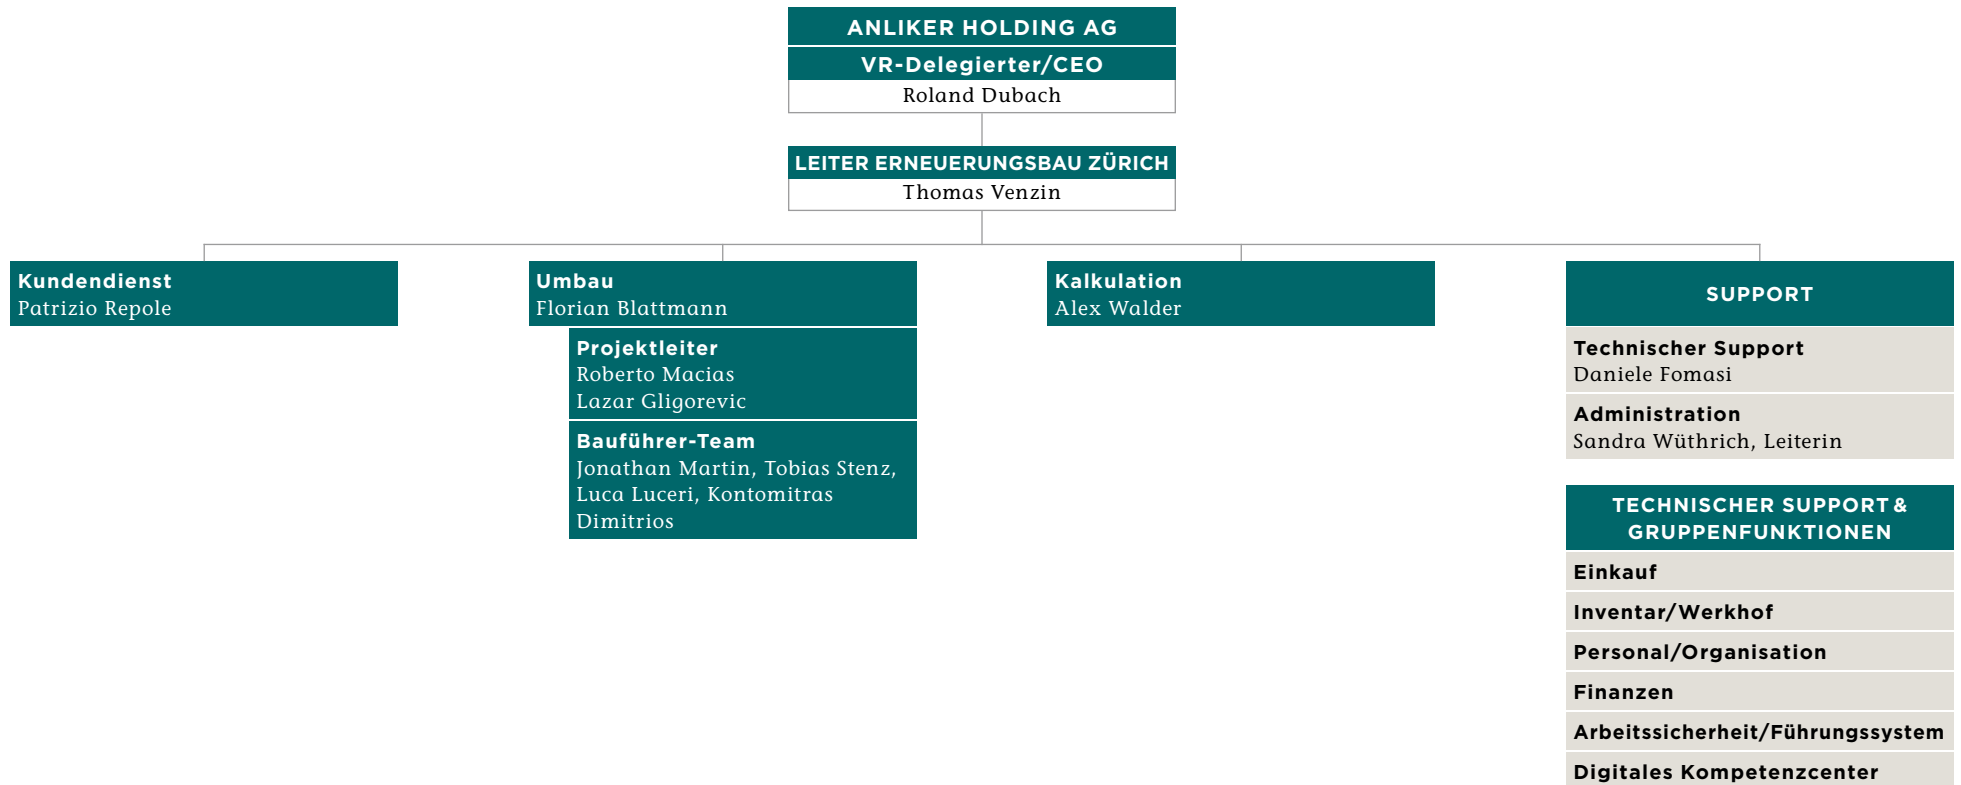 ANLIKER HOLDING AG
VR-Delegierter/CEO
Roland Dubach
LEITER ERNEUERUNGSBAU ZÜRICH
Thomas Venzin
Kundendienst
Patrizio Repole
Umbau
Florian Blattmann
Projektleiter
Roberto Macias
Lazar Gligorevic
Bauführer-Team
Jonathan Martin, Tobias Stenz,
Luca Luceri, Kontomitras
Dimitrios
Kalkulation
Alex Walder
SUPPORT
Technischer Support
Daniele Fomasi
Administration
Sandra Wüthrich, Leiterin
TECHNISCHER SUPPORT &
GRUPPENFUNKTIONEN
Einkauf
Inventar/Werkhof
Personal/Organisation
Finanzen
Arbeitssicherheit/Führungssystem
Digitales Kompetenzcenter